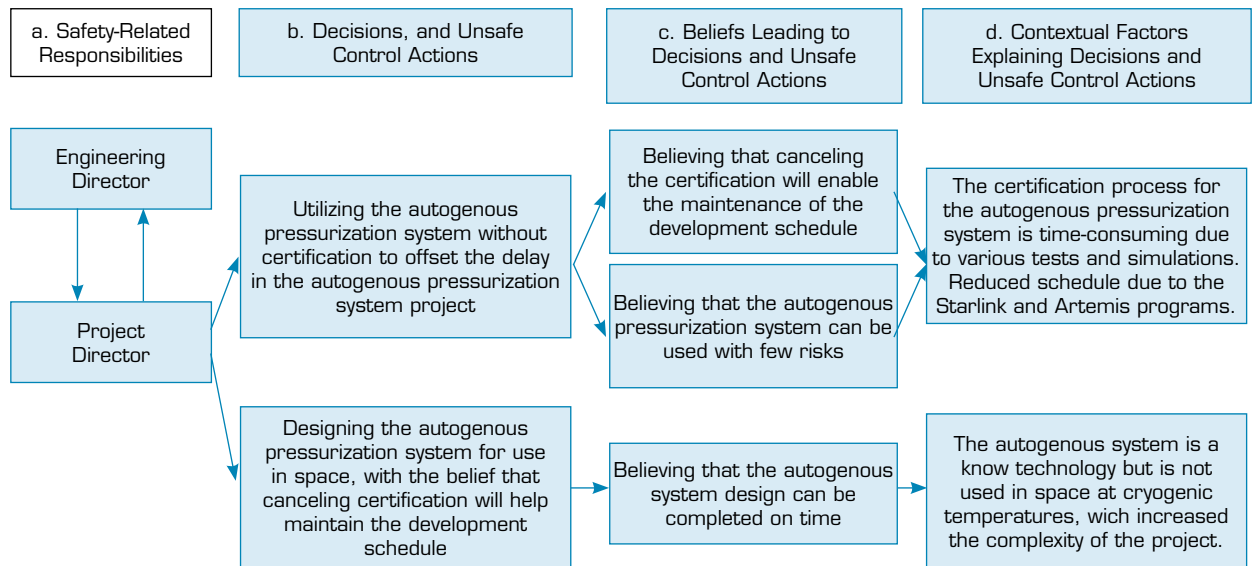 a. Safety-Related
Responsibilities
b. Decisions, and Unsafe
Control Actions
c. Beliefs Leading to
Decisions and Unsafe
Control Actions
d. Contextual Factors
Explaining Decisions and
Unsafe Control Actions
Engineering
Director
Project
Director
Utilizing the autogenous
pressurization system without
certification to offset the delay
in the autogenous pressurization
system project
Believing that canceling
the certification will enable
the maintenance of the
development schedule
Believing that the autogenous
pressurization system can be
used with few risks
The certification process for
the autogenous pressurization
system is time-consuming due
to various tests and simulations.
Reduced schedule due to the
Starlink and Artemis programs.
Designing the autogenous
pressurization system for use
in space, with the belief that
canceling certification will help
maintain the development
schedule
Believing that the autogenous
system design can be
completed on time
The autogenous system is a
know technology but is not
used in space at cryogenic
temperatures, wich increased
the complexity of the project.